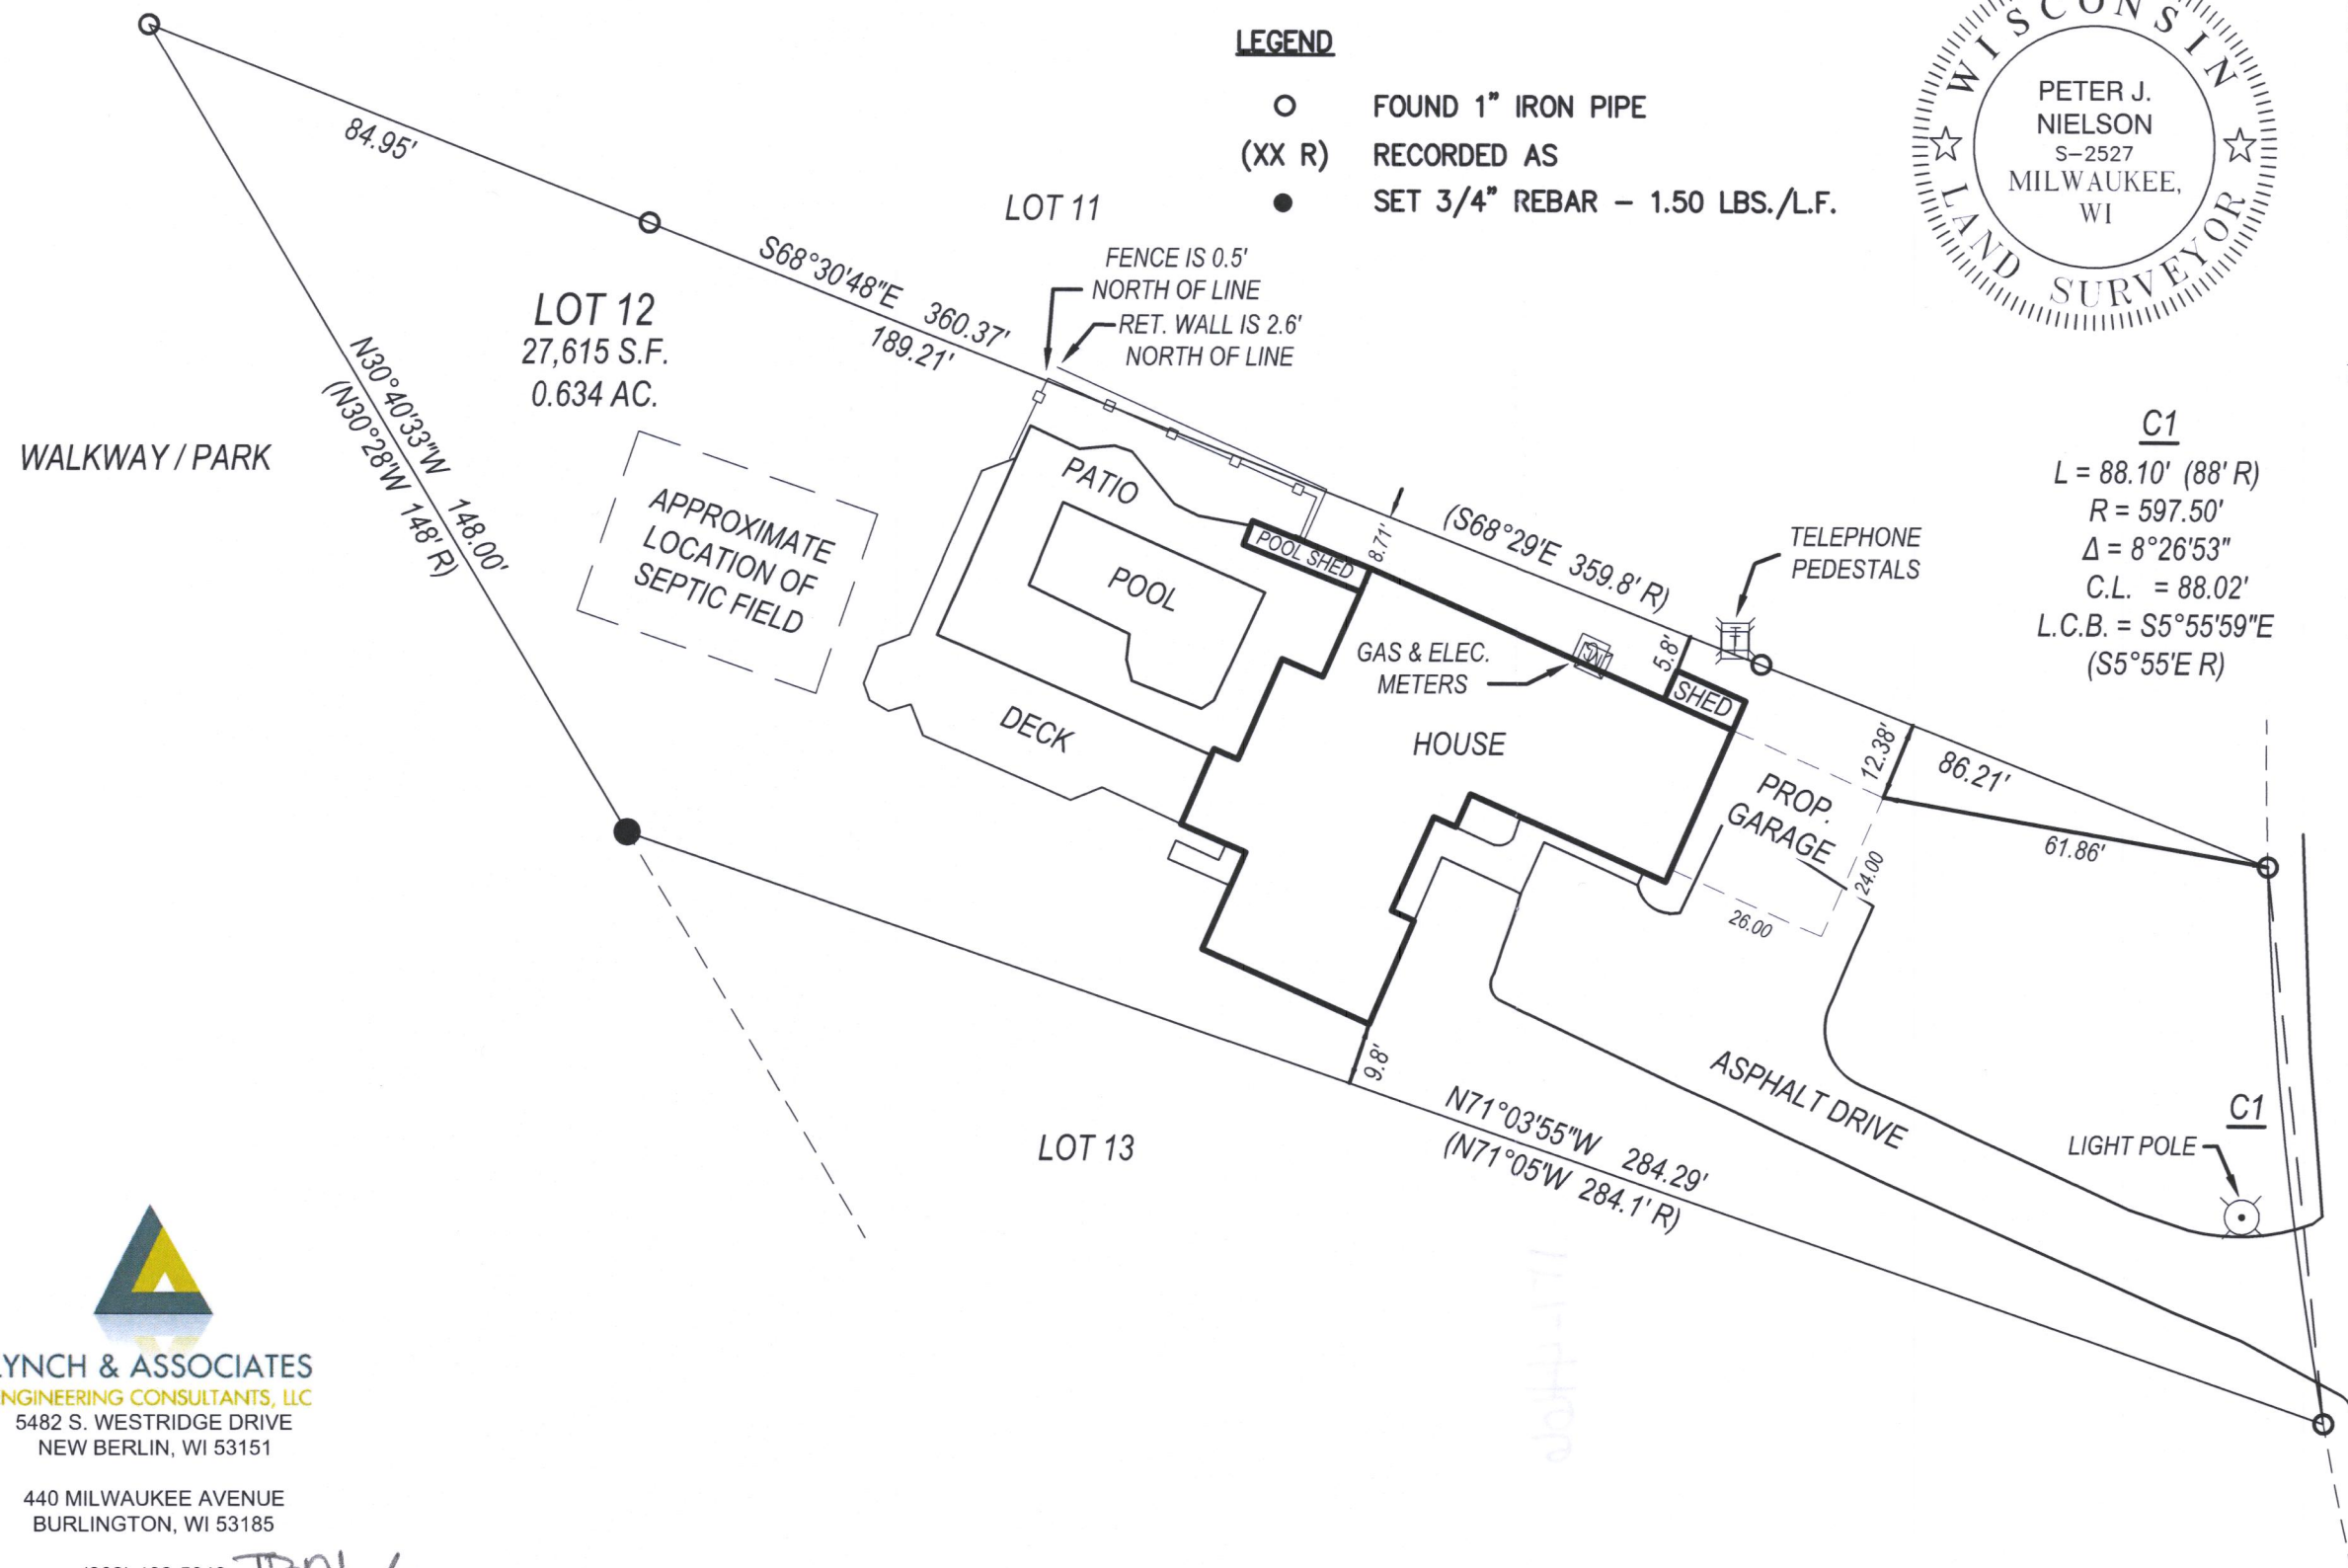 LEGEND
FOUND 1" IRON PIPE
(XX R) RECORDED AS
SET 3/4" REBAR – 1.50 LBS./L.F.
WISCONSIN
PETER J.
NIELSON
S-2527
MILWAUKEE,
WI
LAND SURVEYOR
84.95'
LOT 11
S68°30'48"E 360.37'
189.21'
FENCE IS 0.5'
NORTH OF LINE
RET. WALL IS 2.6'
NORTH OF LINE
LOT 12
27,615 S.F.
0.634 AC.
N30°40'33"W 148.00'
(N30°28'W 148' R)
WALKWAY / PARK
APPROXIMATE
LOCATION OF
SEPTIC FIELD
PATIO
POOL
POOL SHED
DECK
8.71'
(S68°29'E 359.8' R)
TELEPHONE
PEDESTALS
C1
L = 88.10' (88' R)
R = 597.50'
Δ = 8°26'53"
C.L. = 88.02'
L.C.B. = S5°55'59"E
(S5°55'E R)
GAS & ELEC.
METERS
5.8'
SHED
T
HOUSE
PROP.
GARAGE
12.38'
86.21'
61.86'
24.00
26.00
9.8'
ASPHALT DRIVE
N71°03'55"W 284.29'
(N71°05'W 284.1' R)
LOT 13
C1
LIGHT POLE
YNCH & ASSOCIATES
NGINEERING CONSULTANTS, LLC
5482 S. WESTRIDGE DRIVE
NEW BERLIN, WI 53151
440 MILWAUKEE AVENUE
BURLINGTON, WI 53185